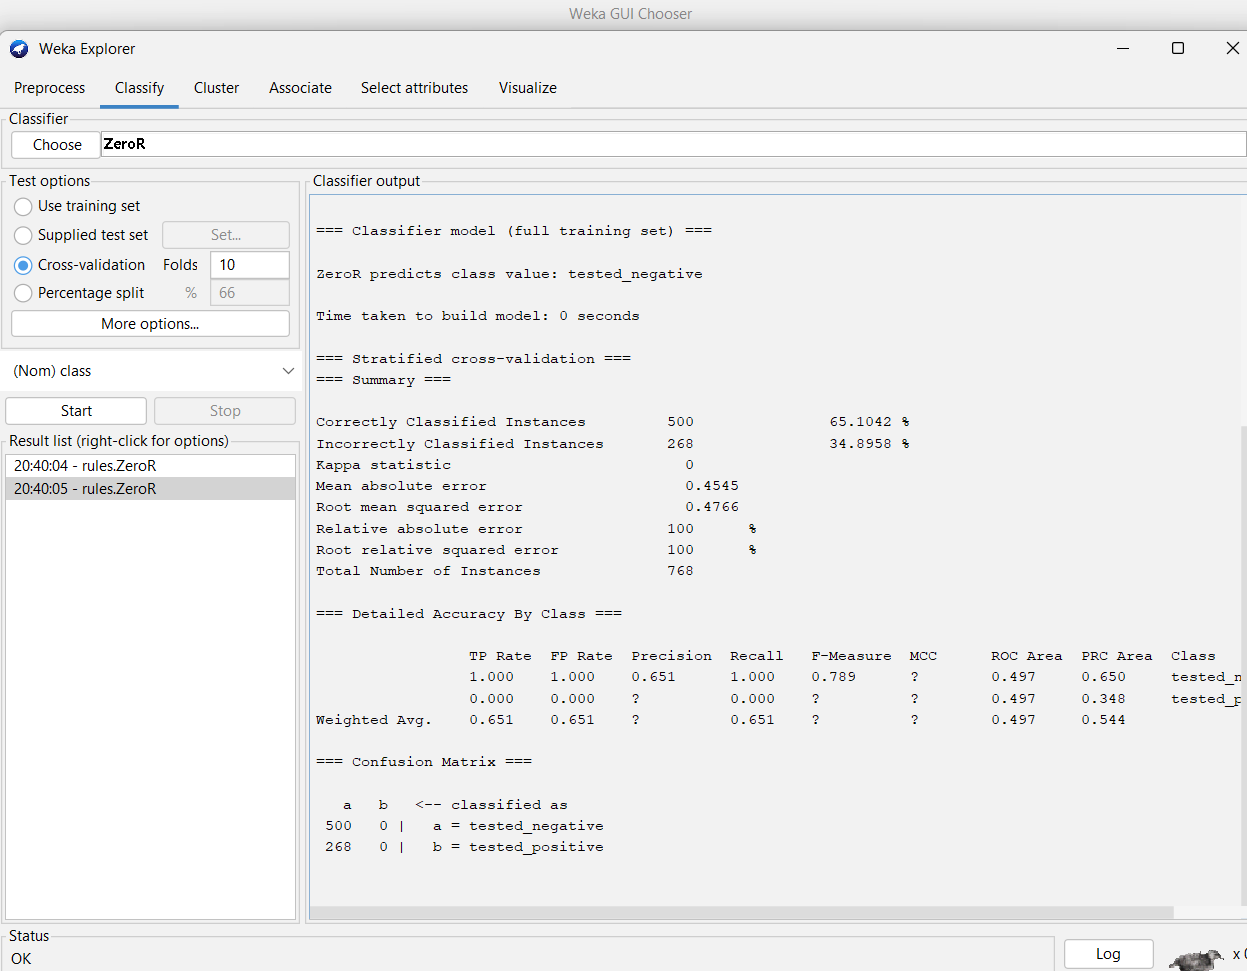 Weka GUI Chooser
Weka Explorer
Preprocess Classify Cluster Associate Select attributes Visualize
Classifier
Choose ZeroR
Test options
Use training set
Supplied test set Set...
Cross-validation Folds 10
Percentage split % 66
More options...
(Nom) class
Start Stop
Result list (right-click for options)
20:40:04 - rules.ZeroR
20:40:05 - rules.ZeroR
Classifier output
=== Classifier model (full training set) ===
ZeroR predicts class value: tested_negative
Time taken to build model: 0 seconds
=== Stratified cross-validation ===
=== Summary ===
Correctly Classified Instances 500 65.1042 %
Incorrectly Classified Instances 268 34.8958 %
Kappa statistic 0
Mean absolute error 0.4545
Root mean squared error 0.4766
Relative absolute error 100 %
Root relative squared error 100 %
Total Number of Instances 768
=== Detailed Accuracy By Class ===
TP Rate FP Rate Precision Recall F-Measure MCC ROC Area PRC Area Class
1.000 1.000 0.651 1.000 0.789 ? 0.497 0.650 tested_n
0.000 0.000 ? 0.000 ? ? 0.497 0.348 tested_p
Weighted Avg. 0.651 0.651 ? 0.651 ? ? 0.497 0.544
=== Confusion Matrix ===
a b <-- classified as
500 0 | a = tested_negative
268 0 | b = tested_positive
Status
OK
Log x 0